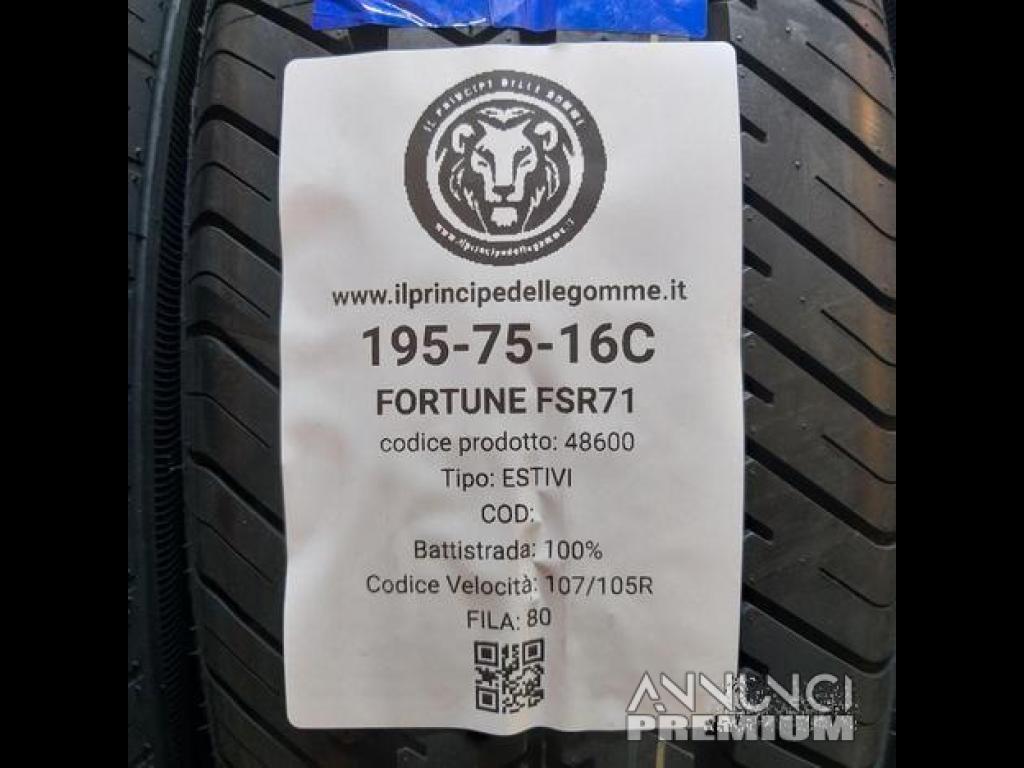 IL PRINCIPE DELLE GOMME
www.ilprincipedellegomme.it
www.ilprincipedellegomme.it
195-75-16C
FORTUNE FSR71
codice prodotto: 48600
Tipo: ESTIVI
COD:
Battistrada: 100%
Codice Velocità: 107/105R
FILA: 80
ANNUNCI
PREMIUM